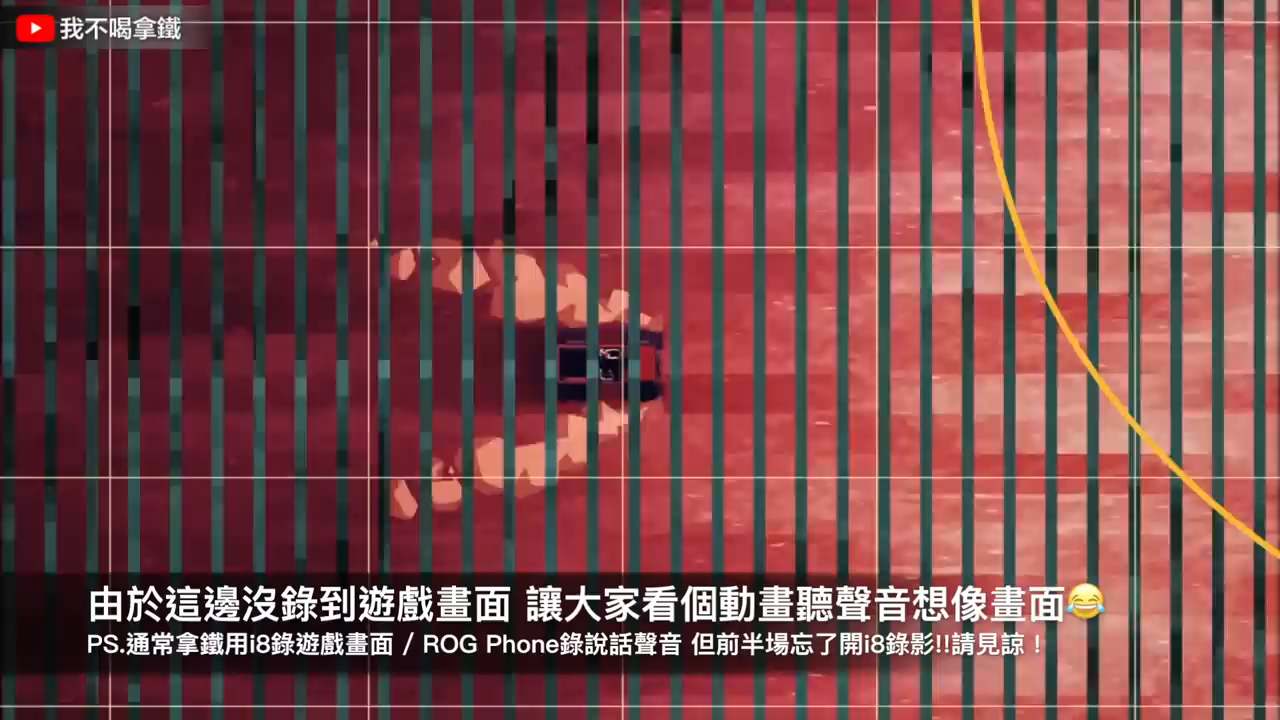 我不喝拿鐵
由於這邊沒錄到遊戲畫面 讓大家看個動畫聽聲音想像畫面😂
PS.通常拿鐵用i8錄遊戲畫面 / ROG Phone錄說話聲音 但前半場忘了開i8錄影!!請見諒！